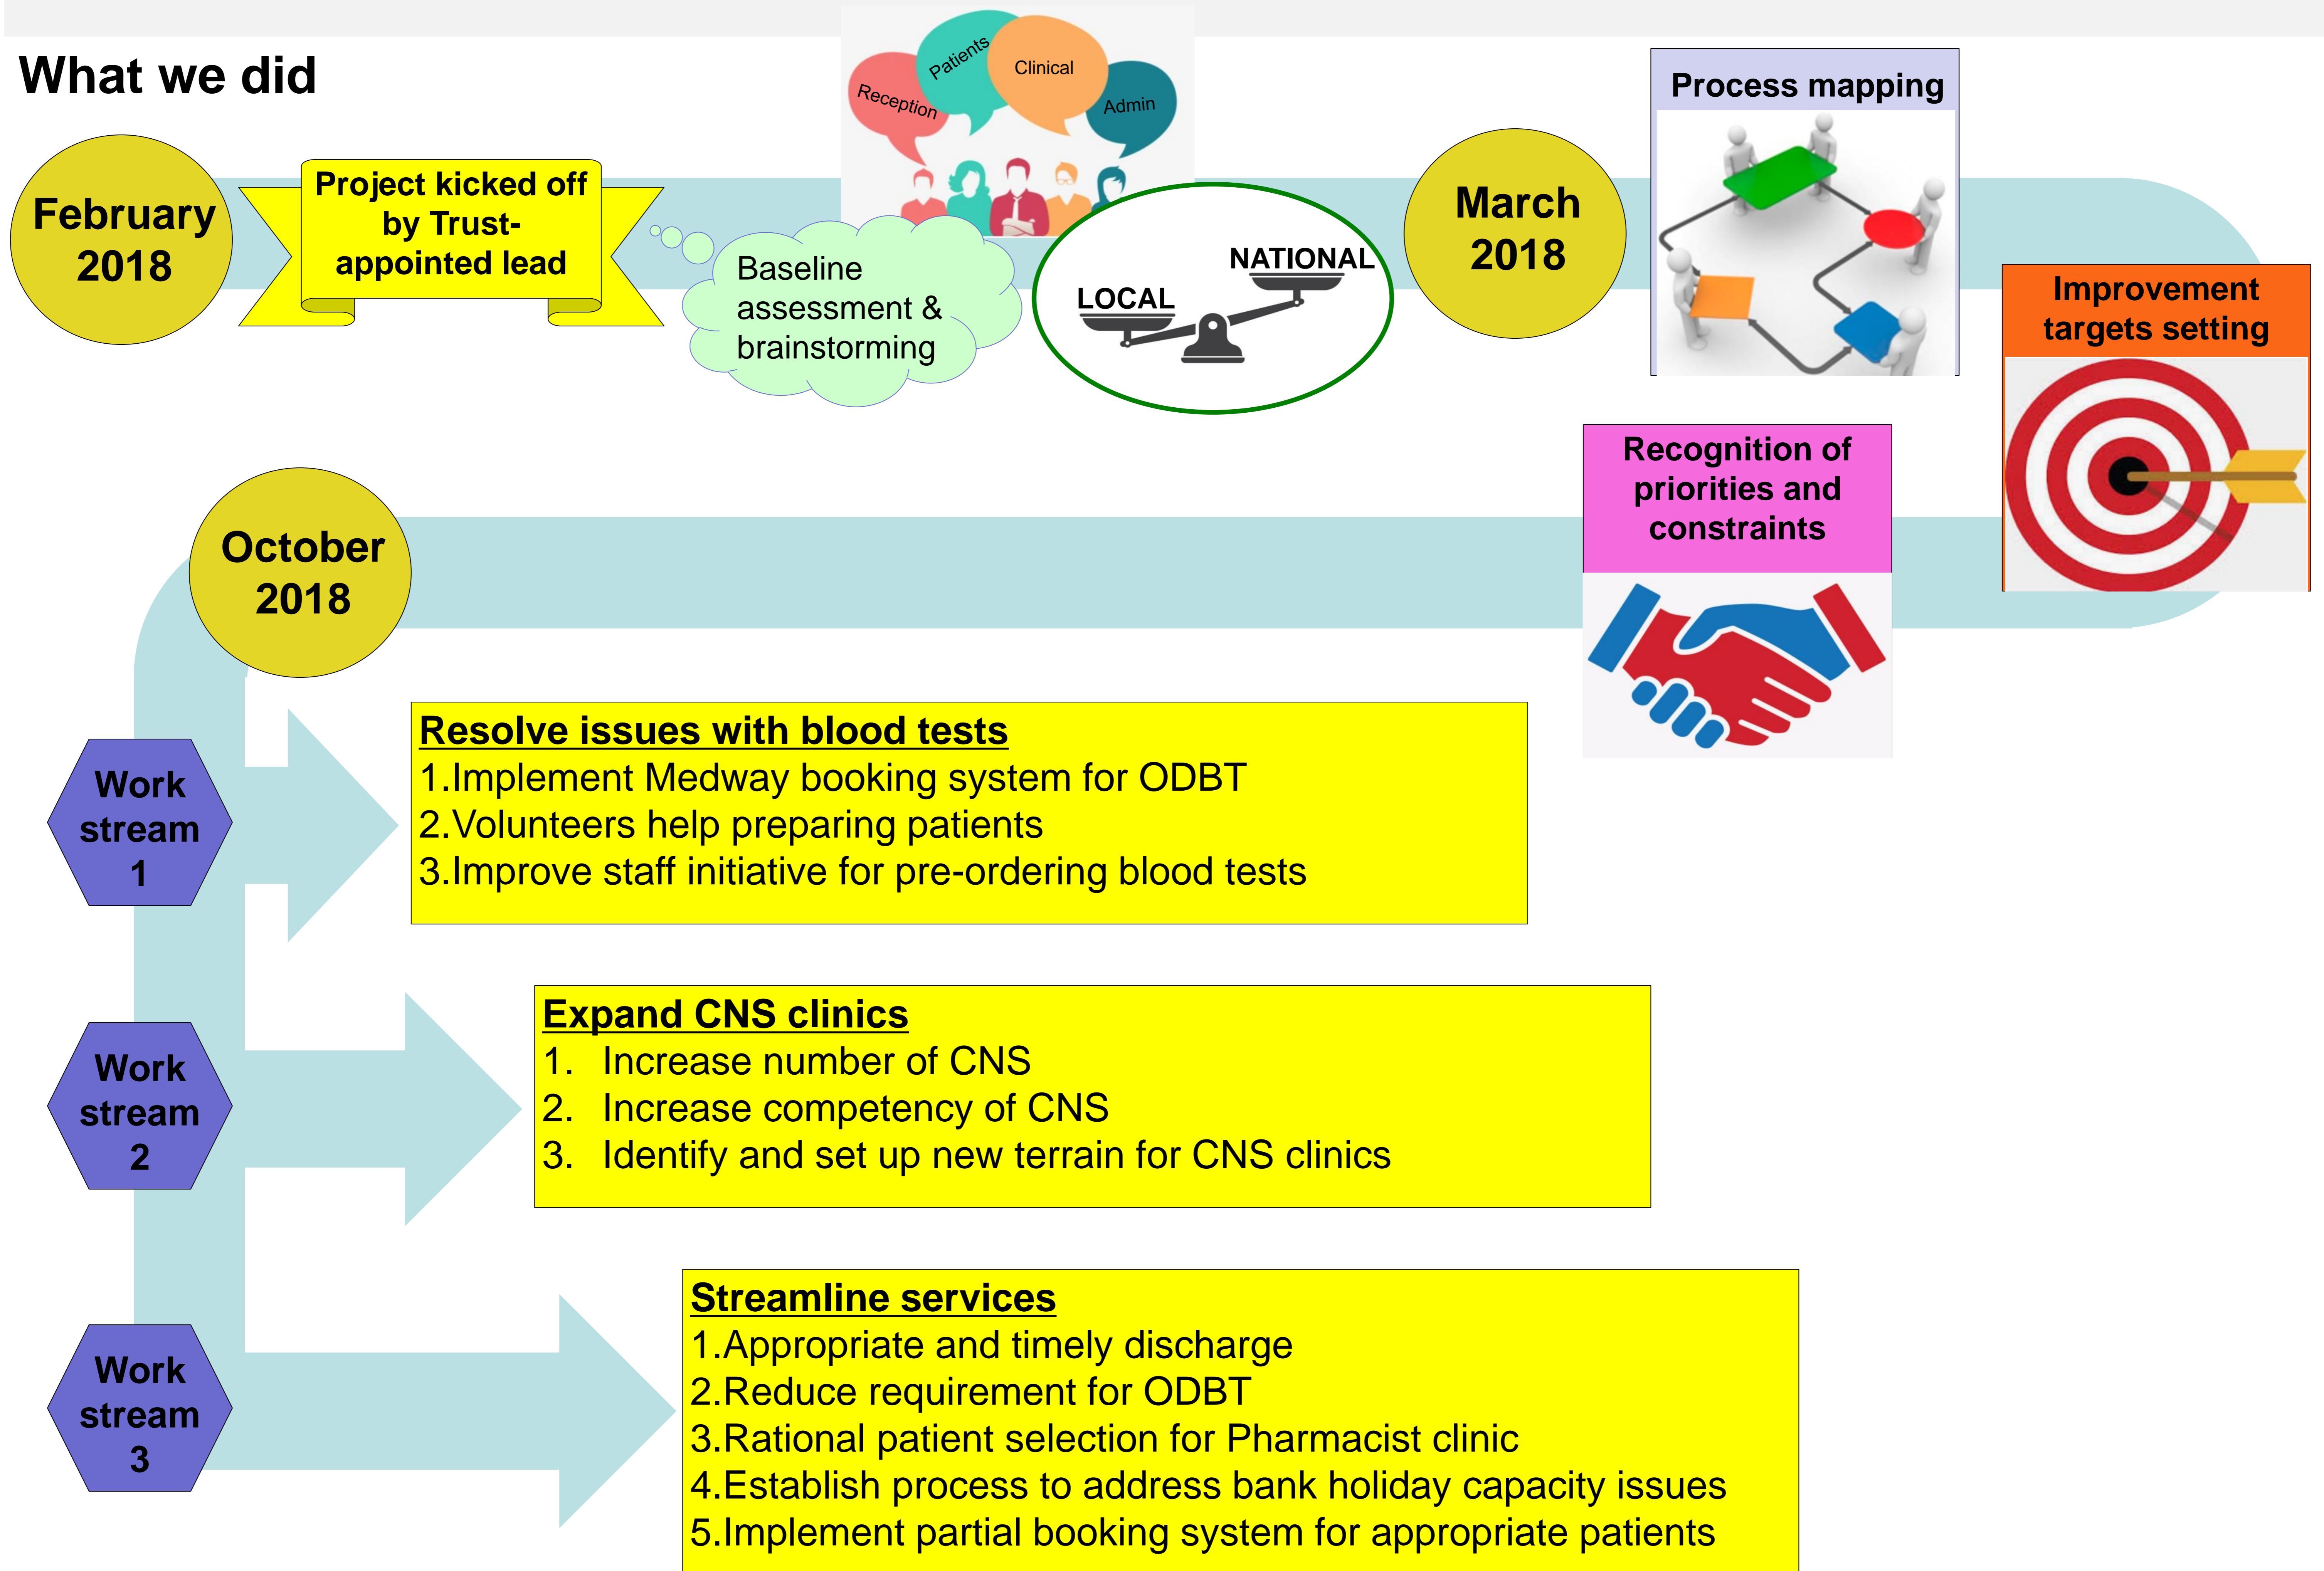 What we did
February
2018
Project kicked off
by Trust-
appointed lead
Reception
Patients
Clinical
Admin
Baseline
assessment &
brainstorming
LOCAL
NATIONAL
March
2018
Process mapping
Improvement
targets setting
Recognition of
priorities and
constraints
October
2018
Work
stream
1
Resolve issues with blood tests
1.Implement Medway booking system for ODBT
2.Volunteers help preparing patients
3.Improve staff initiative for pre-ordering blood tests
Work
stream
2
Expand CNS clinics
1. Increase number of CNS
2. Increase competency of CNS
3. Identify and set up new terrain for CNS clinics
Work
stream
3
Streamline services
1.Appropriate and timely discharge
2.Reduce requirement for ODBT
3.Rational patient selection for Pharmacist clinic
4.Establish process to address bank holiday capacity issues
5.Implement partial booking system for appropriate patients